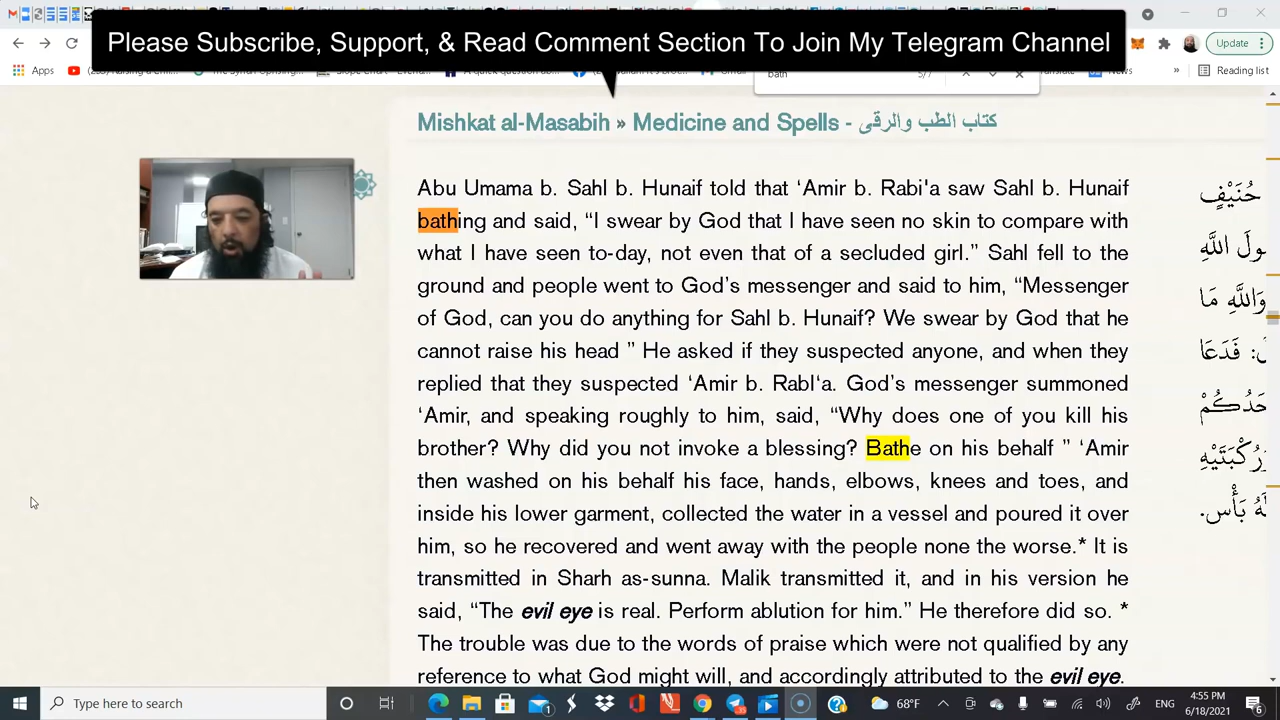 Please Subscribe, Support, & Read Comment Section To Join My Telegram Channel
Update
Apps
Gmail
bath
5/7
News
Reading list
Mishkat al-Masabih » Medicine and Spells - كتاب الطب والرقى
Abu Umama b. Sahl b. Hunaif told that ‘Amir b. Rabi'a saw Sahl b. Hunaif
bathing and said, “I swear by God that I have seen no skin to compare with
what I have seen to-day, not even that of a secluded girl.” Sahl fell to the
ground and people went to God’s messenger and said to him, “Messenger
of God, can you do anything for Sahl b. Hunaif? We swear by God that he
cannot raise his head ” He asked if they suspected anyone, and when they
replied that they suspected ‘Amir b. Rabl‘a. God’s messenger summoned
‘Amir, and speaking roughly to him, said, “Why does one of you kill his
brother? Why did you not invoke a blessing? Bathe on his behalf ” ‘Amir
then washed on his behalf his face, hands, elbows, knees and toes, and
inside his lower garment, collected the water in a vessel and poured it over
him, so he recovered and went away with the people none the worse.* It is
transmitted in Sharh as-sunna. Malik transmitted it, and in his version he
said, “The evil eye is real. Perform ablution for him.” He therefore did so. *
The trouble was due to the words of praise which were not qualified by any
reference to what God might will, and accordingly attributed to the evil eye.
حُنَيْفٍ
ولَ اللَّهِ
وَاللَّهِ مَا
فَدَعَا
حَدُكُمْ
وَرُكْبَتَيْهِ
لَهُ بَأْس.
Type here to search
68°F
ENG
4:55 PM
6/18/2021